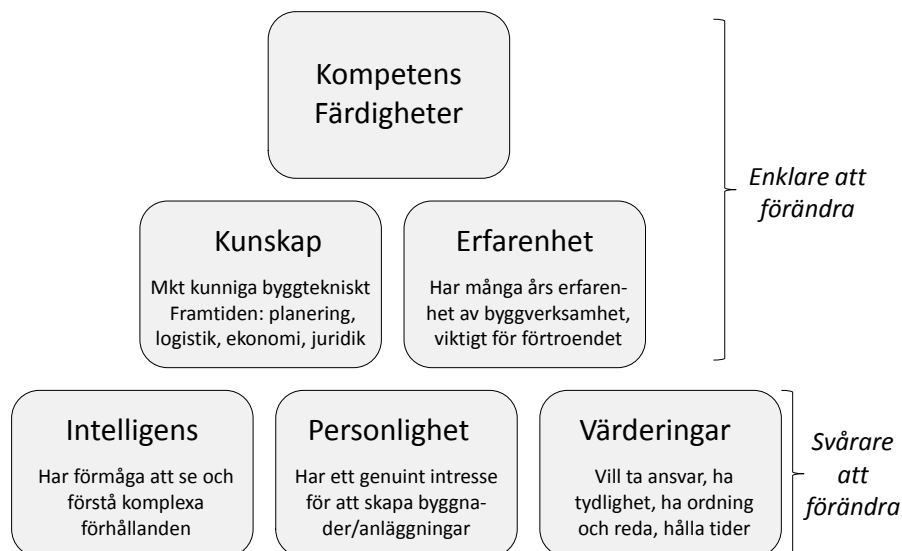 Kompetens
Färdigheter
Enklare att
förändra
Kunskap
Mkt kunniga byggtekniskt
Framtiden: planering,
logistik, ekonomi, juridik
Erfarenhet
Har många års erfaren-
het av byggverksamhet,
viktigt för förtroendet
Intelligens
Har förmåga att se och
förstå komplexa
förhållanden
Personlighet
Har ett genuint intresse
för att skapa byggna-
der/anläggningar
Värderingar
Vill ta ansvar, ha
tydlighet, ha ordning
och reda, hålla tider
Svårare
att
förändra